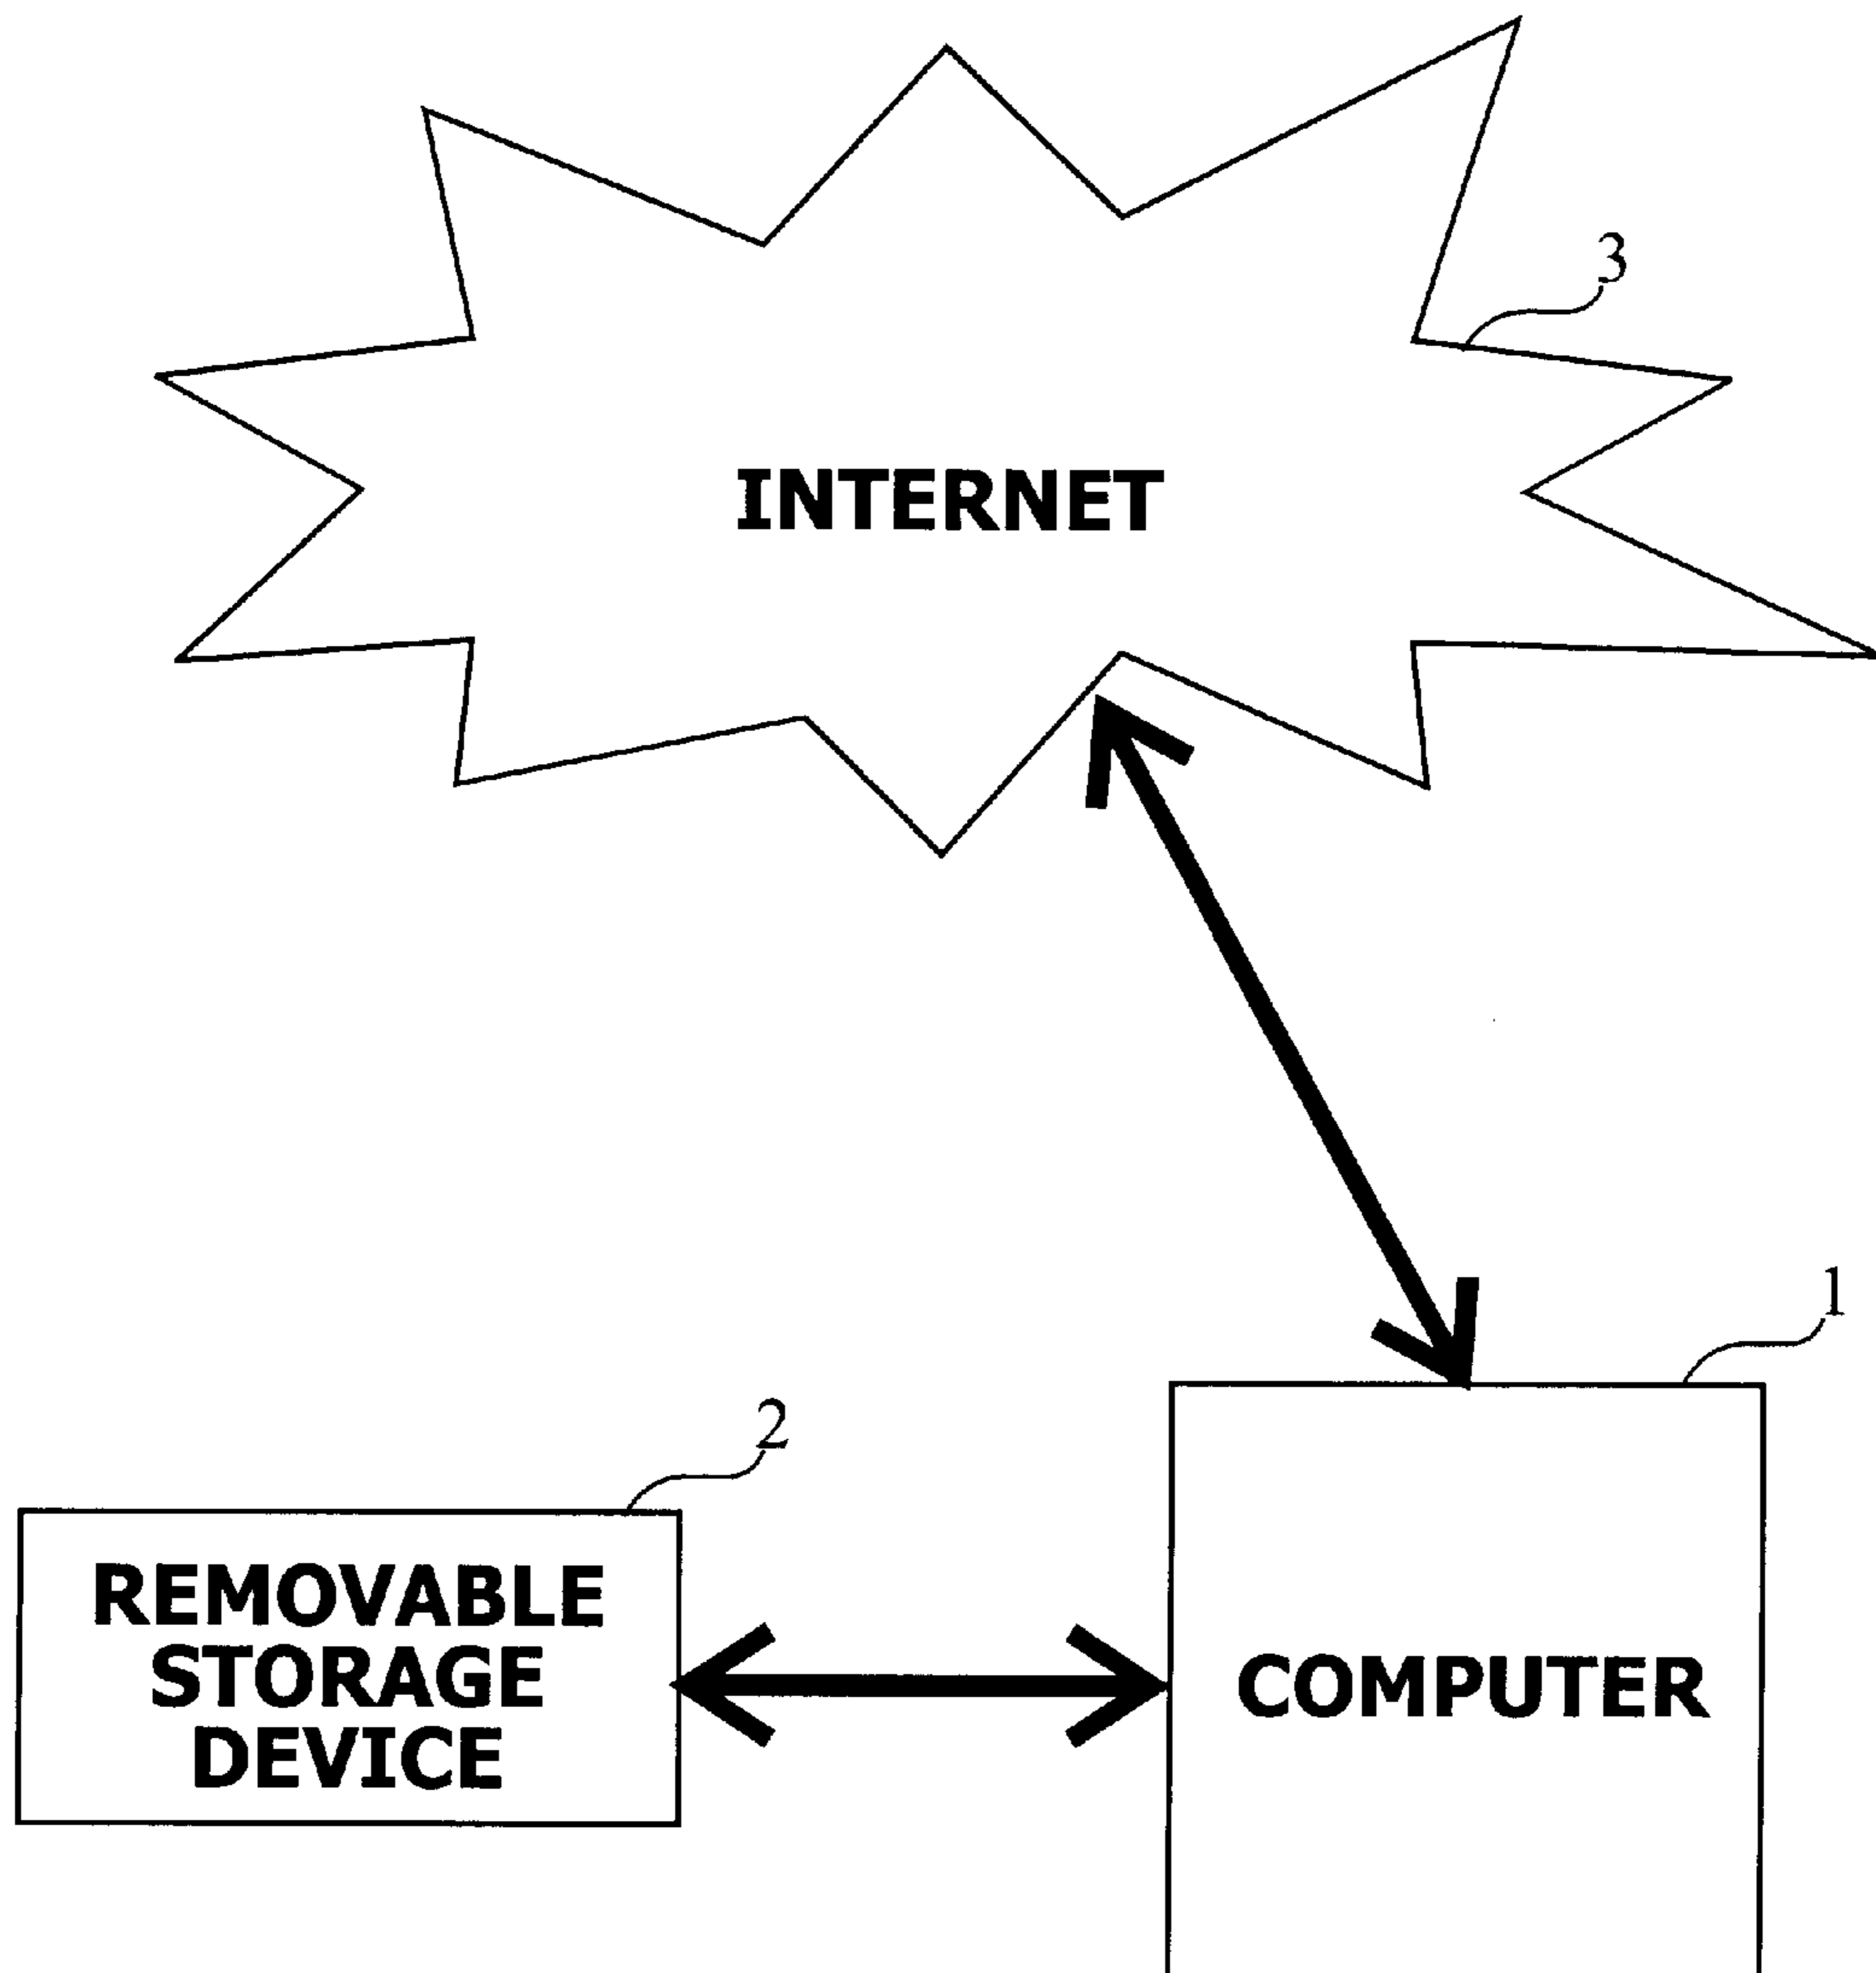 3
INTERNET
1
2
REMOVABLE
STORAGE
DEVICE
COMPUTER